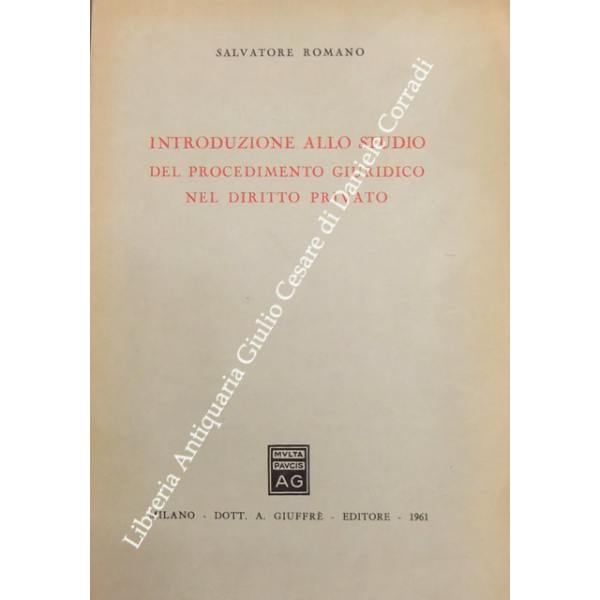 SALVATORE ROMANO
INTRODUZIONE ALLO STUDIO
DEL PROCEDIMENTO GIURIDICO
NEL DIRITTO PRIVATO
Libreria Antiquaria Giulio Cesare di Daniele Corradi
MVLTA
PAVCIS
AG
MILANO - DOTT. A. GIUFFRÈ - EDITORE - 1961